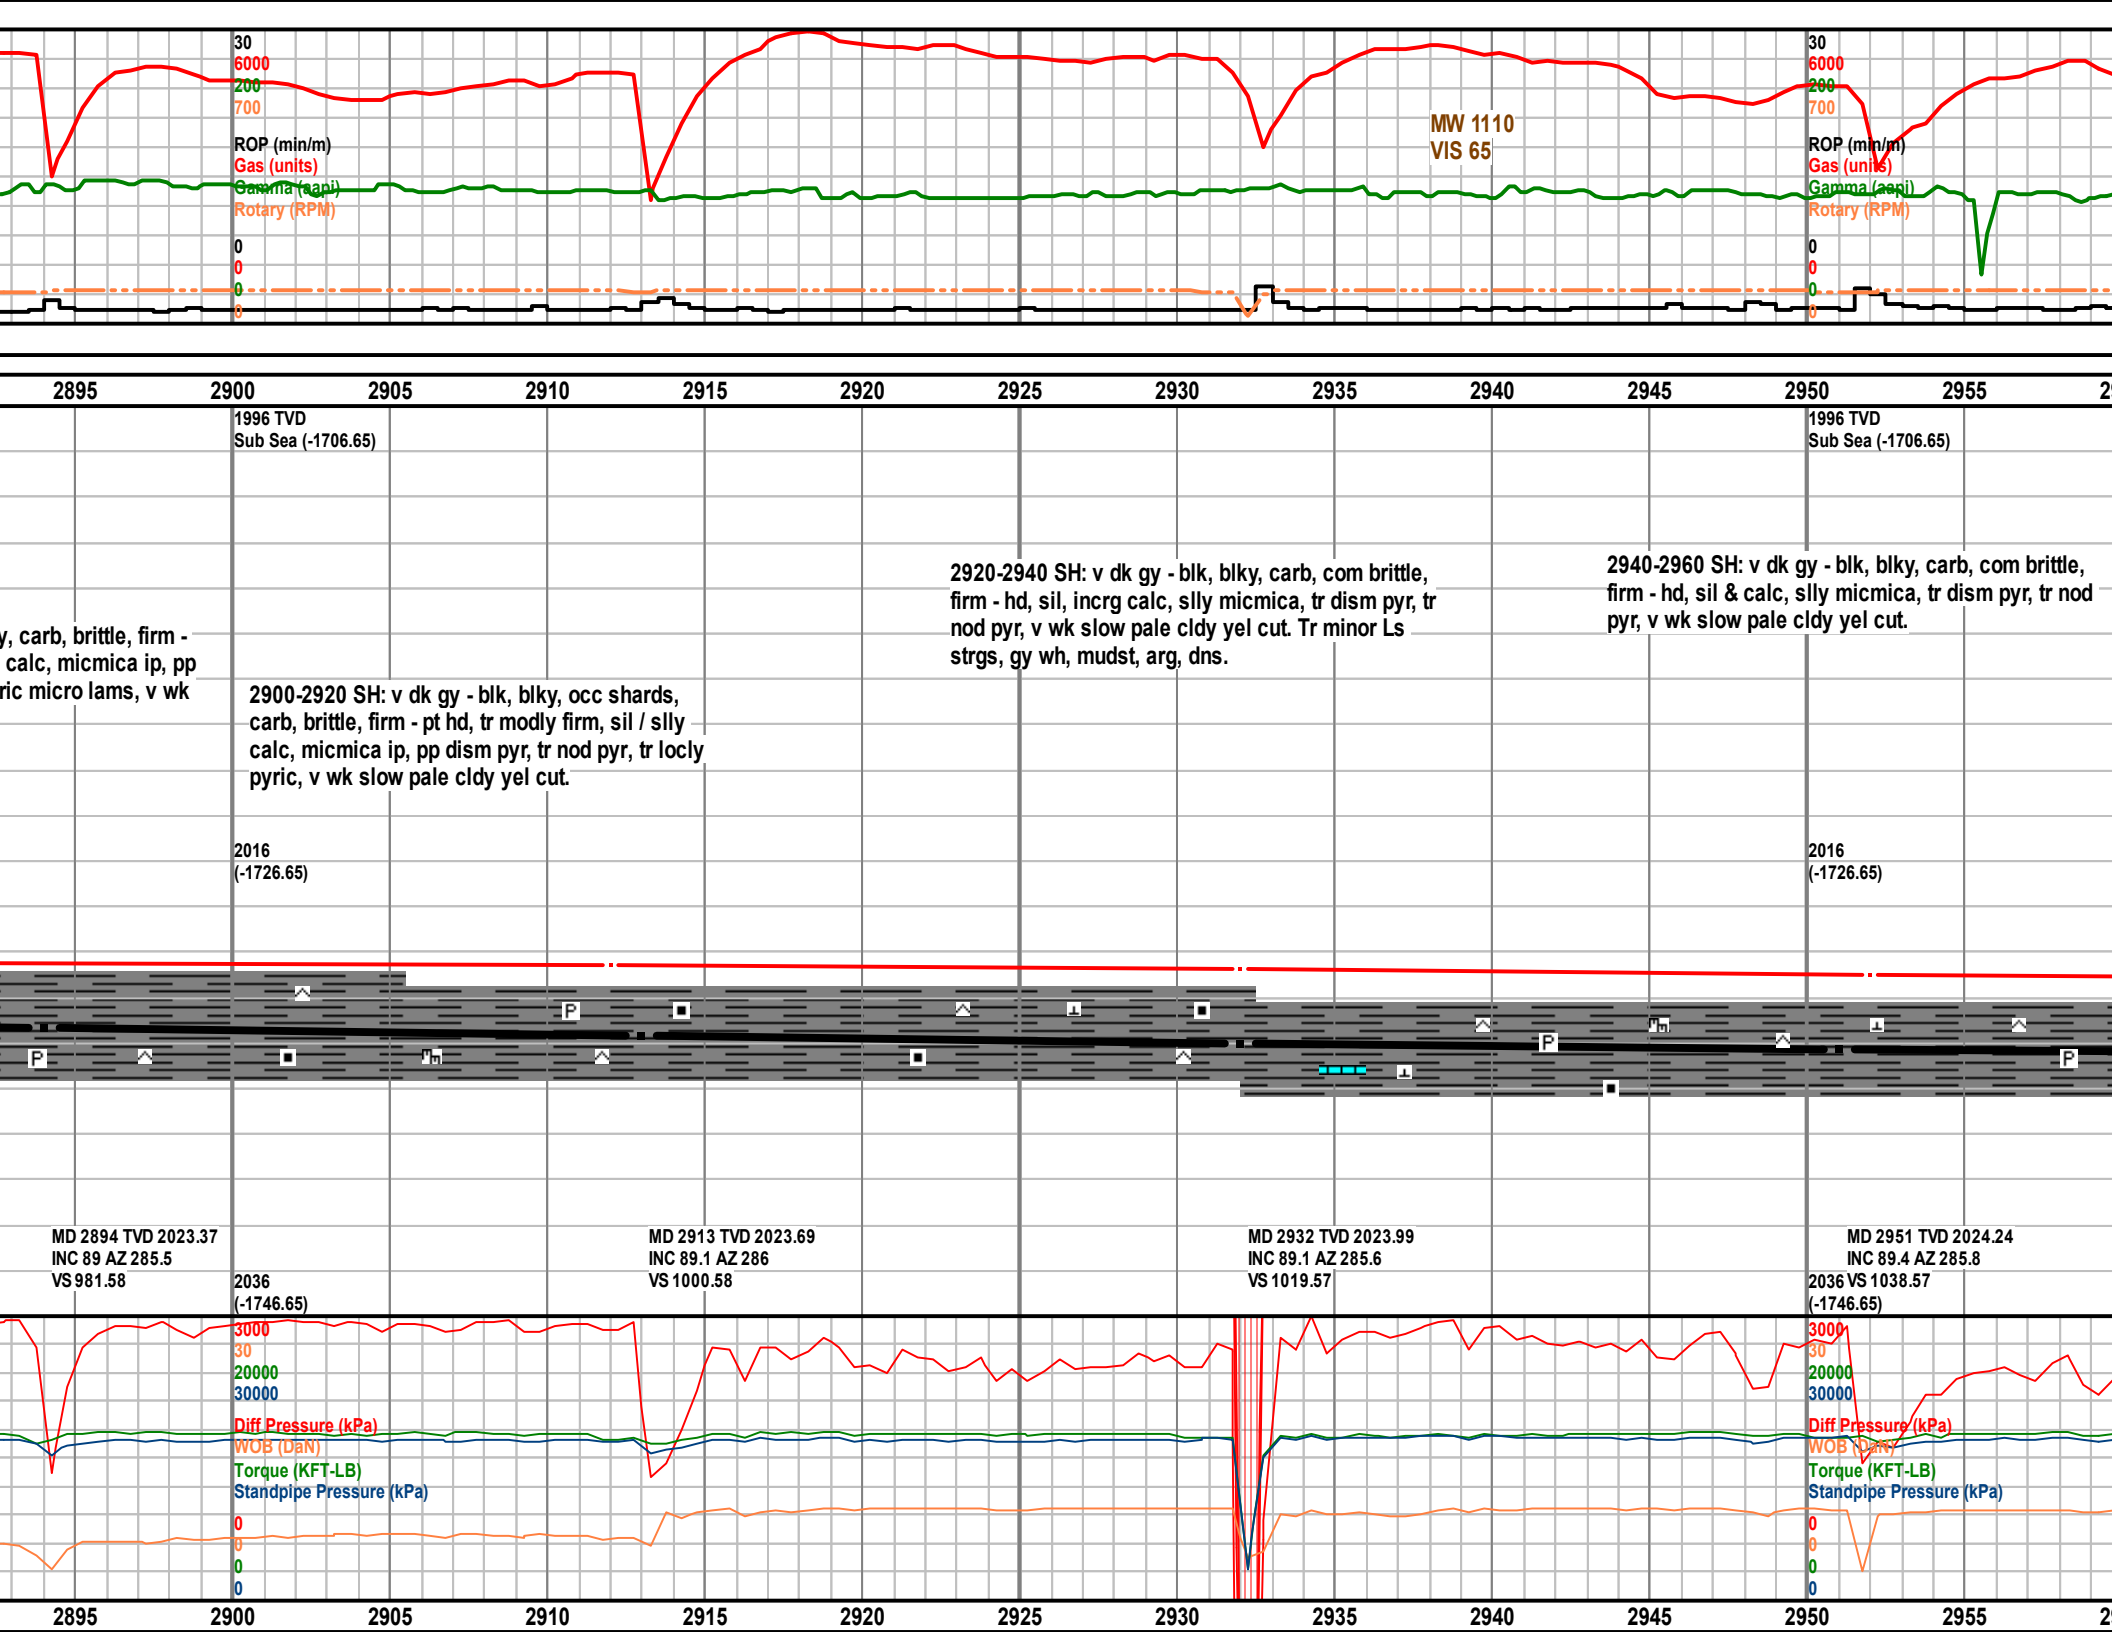 30
6000
200
700
ROP (min/m)
Gas (units)
Gamma (aapi)
Rotary (RPM)
0
0
0
0
MW 1110
VIS 65
30
6000
200
700
ROP (min/m)
Gas (units)
Gamma (aapi)
Rotary (RPM)
0
0
0
0
2895 2900 2905 2910 2915 2920 2925 2930 2935 2940 2945 2950 2955
1996 TVD
Sub Sea (-1706.65)
1996 TVD
Sub Sea (-1706.65)
y, carb, brittle, firm -
calc, micmica ip, pp
ric micro lams, v wk
2900-2920 SH: v dk gy - blk, blky, occ shards,
carb, brittle, firm - pt hd, tr modly firm, sil / slly
calc, micmica ip, pp dism pyr, tr nod pyr, tr locly
pyric, v wk slow pale cldy yel cut.
2920-2940 SH: v dk gy - blk, blky, carb, com brittle,
firm - hd, sil, incrg calc, slly micmica, tr dism pyr, tr
nod pyr, v wk slow pale cldy yel cut. Tr minor Ls
strgs, gy wh, mudst, arg, dns.
2940-2960 SH: v dk gy - blk, blky, carb, com brittle,
firm - hd, sil & calc, slly micmica, tr dism pyr, tr nod
pyr, v wk slow pale cldy yel cut.
2016
(-1726.65)
2016
(-1726.65)
P
P
P
P
MD 2894 TVD 2023.37
INC 89 AZ 285.5
VS 981.58
MD 2913 TVD 2023.69
INC 89.1 AZ 286
VS 1000.58
MD 2932 TVD 2023.99
INC 89.1 AZ 285.6
VS 1019.57
MD 2951 TVD 2024.24
INC 89.4 AZ 285.8
VS 1038.57
2036
(-1746.65)
2036
(-1746.65)
3000
30
20000
30000
Diff Pressure (kPa)
WOB (DaN)
Torque (KFT-LB)
Standpipe Pressure (kPa)
0
0
0
0
3000
30
20000
30000
Diff Pressure (kPa)
WOB (DaN)
Torque (KFT-LB)
Standpipe Pressure (kPa)
0
0
0
0
2895 2900 2905 2910 2915 2920 2925 2930 2935 2940 2945 2950 2955